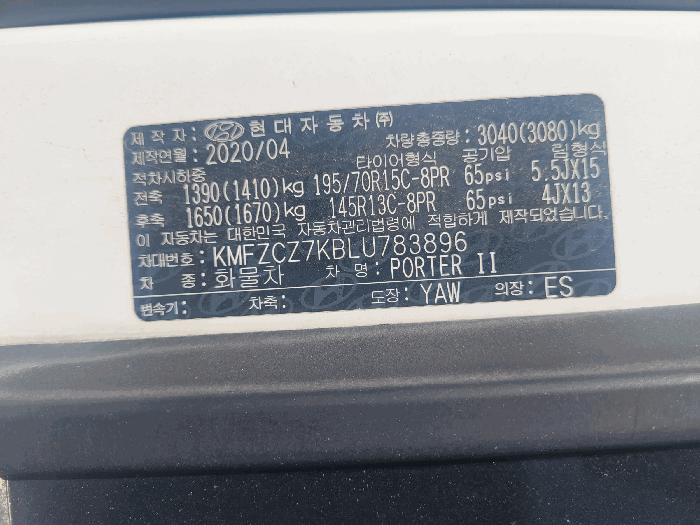 제 작 자: 현대자동차㈜
제작연월: 2020/04 차량총중량: 3040(3080)kg
적차시하중 타이어형식 공기압 림형식
전축 1390(1410)kg 195/70R15C-8PR 65psi 5.5JX15
후축 1650(1670)kg 145R13C-8PR 65psi 4JX13
이 자동차는 대한민국 자동차관리법령에 적합하게 제작되었음.
차대번호: KMFZCZ7KBLU783896
차 종: 화물차 차 명: PORTER II
변속기: 차축: 도장: YAW 의장: ES